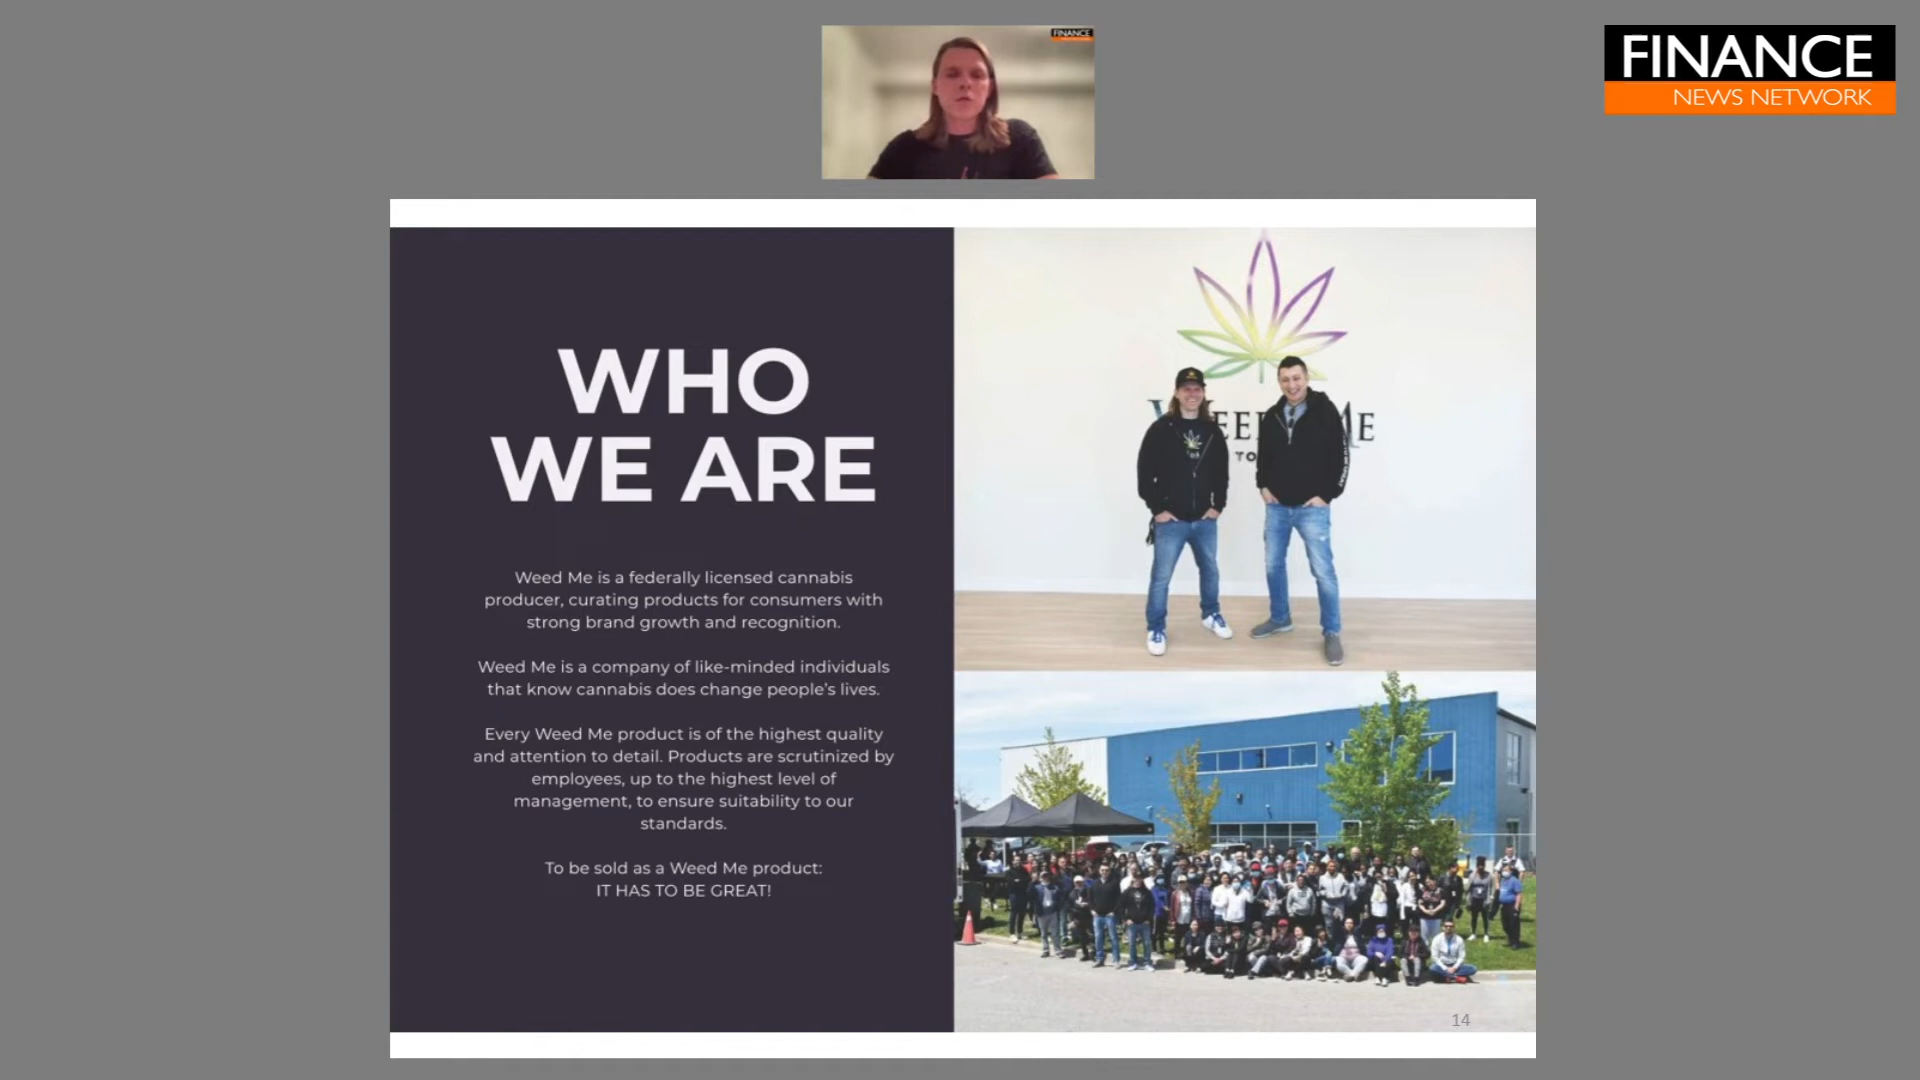 FINANCE
FINANCE
NEWS NETWORK
WHO
WE ARE
Weed Me is a federally licensed cannabis
producer, curating products for consumers with
strong brand growth and recognition.
Weed Me is a company of like-minded individuals
that know cannabis does change people's lives.
Every Weed Me product is of the highest quality
and attention to detail. Products are scrutinized by
employees, up to the highest level of
management, to ensure suitability to our
standards.
To be sold as a Weed Me product:
IT HAS TO BE GREAT!
14